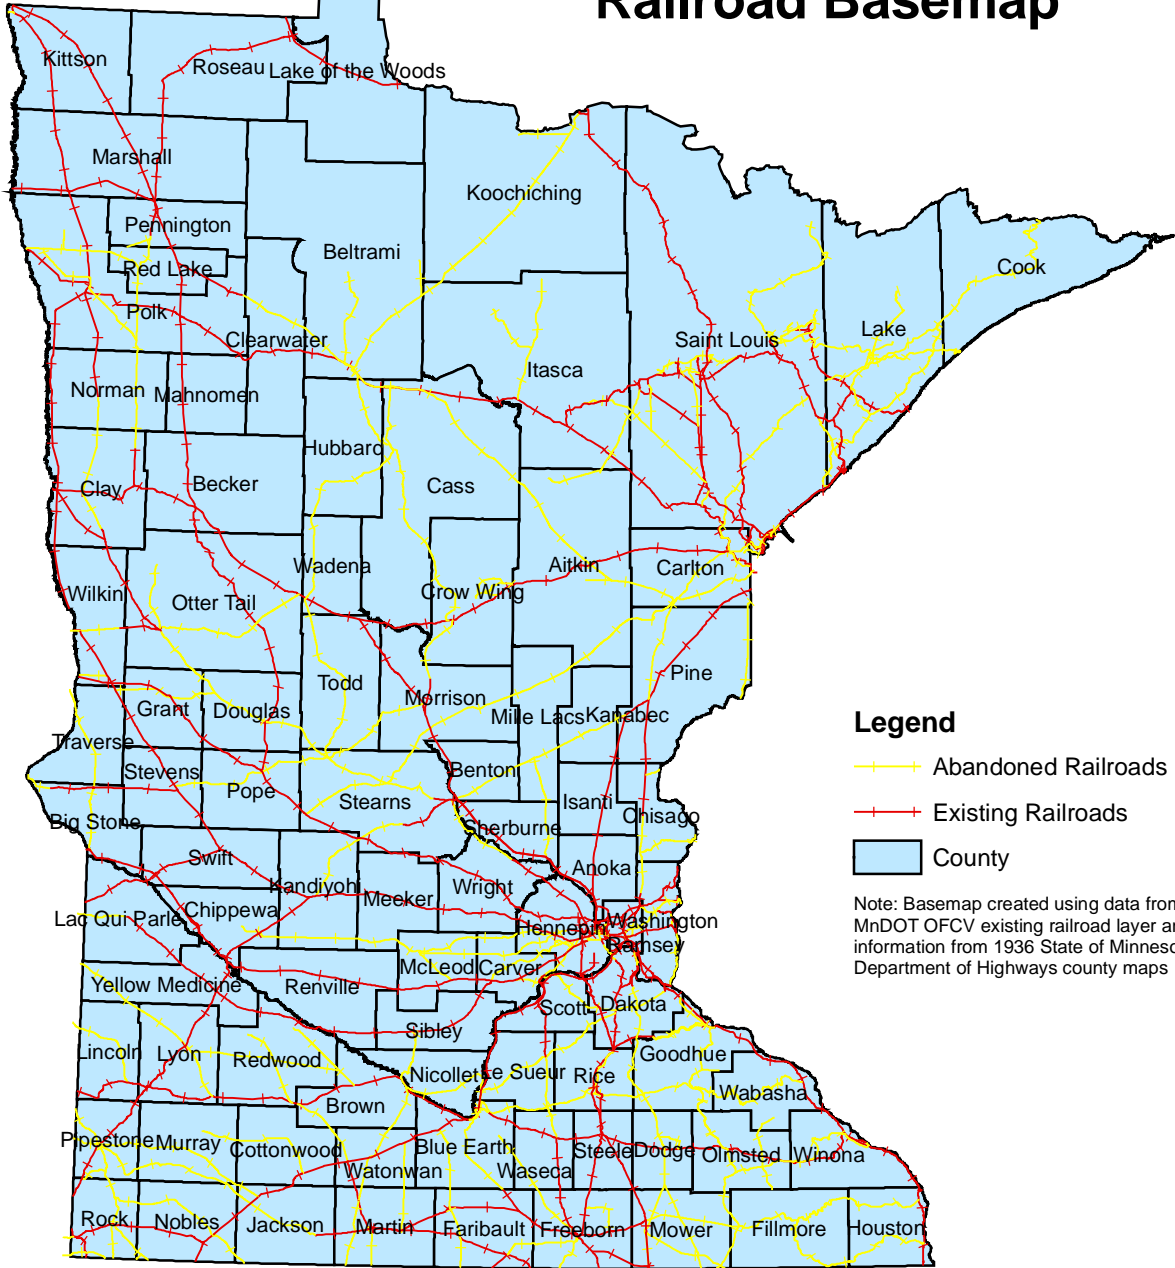 Railroad Basemap
Kittson
Roseau
Lake of the Woods
Marshall
Koochiching
Pennington
Beltrami
Red Lake
Cook
Polk
Clearwater
Saint Louis
Lake
Itasca
Norman
Mahnomen
Hubbard
Clay
Becker
Cass
Wadena
Aitkin
Carlton
Wilkin
Otter Tail
Crow Wing
Pine
Todd
Morrison
Grant
Douglas
Mille Lacs
Kanabec
Traverse
Stevens
Benton
Pope
Stearns
Isanti
Big Stone
Sherburne
Chisago
Swift
Anoka
Kandiyohi
Meeker
Wright
Lac Qui Parle
Chippewa
Hennepin
Washington
Ramsey
McLeod
Carver
Yellow Medicine
Renville
Scott
Dakota
Sibley
Lincoln
Lyon
Redwood
Nicollet
Le Sueur
Rice
Goodhue
Wabasha
Brown
Pipestone
Murray
Cottonwood
Watonwan
Blue Earth
Waseca
Steele
Dodge
Olmsted
Winona
Rock
Nobles
Jackson
Martin
Faribault
Freeborn
Mower
Fillmore
Houston
Legend
Abandoned Railroads
Existing Railroads
County
Note: Basemap created using data from
MnDOT OFCV existing railroad layer
information from 1936 State of
Department of Highways county maps